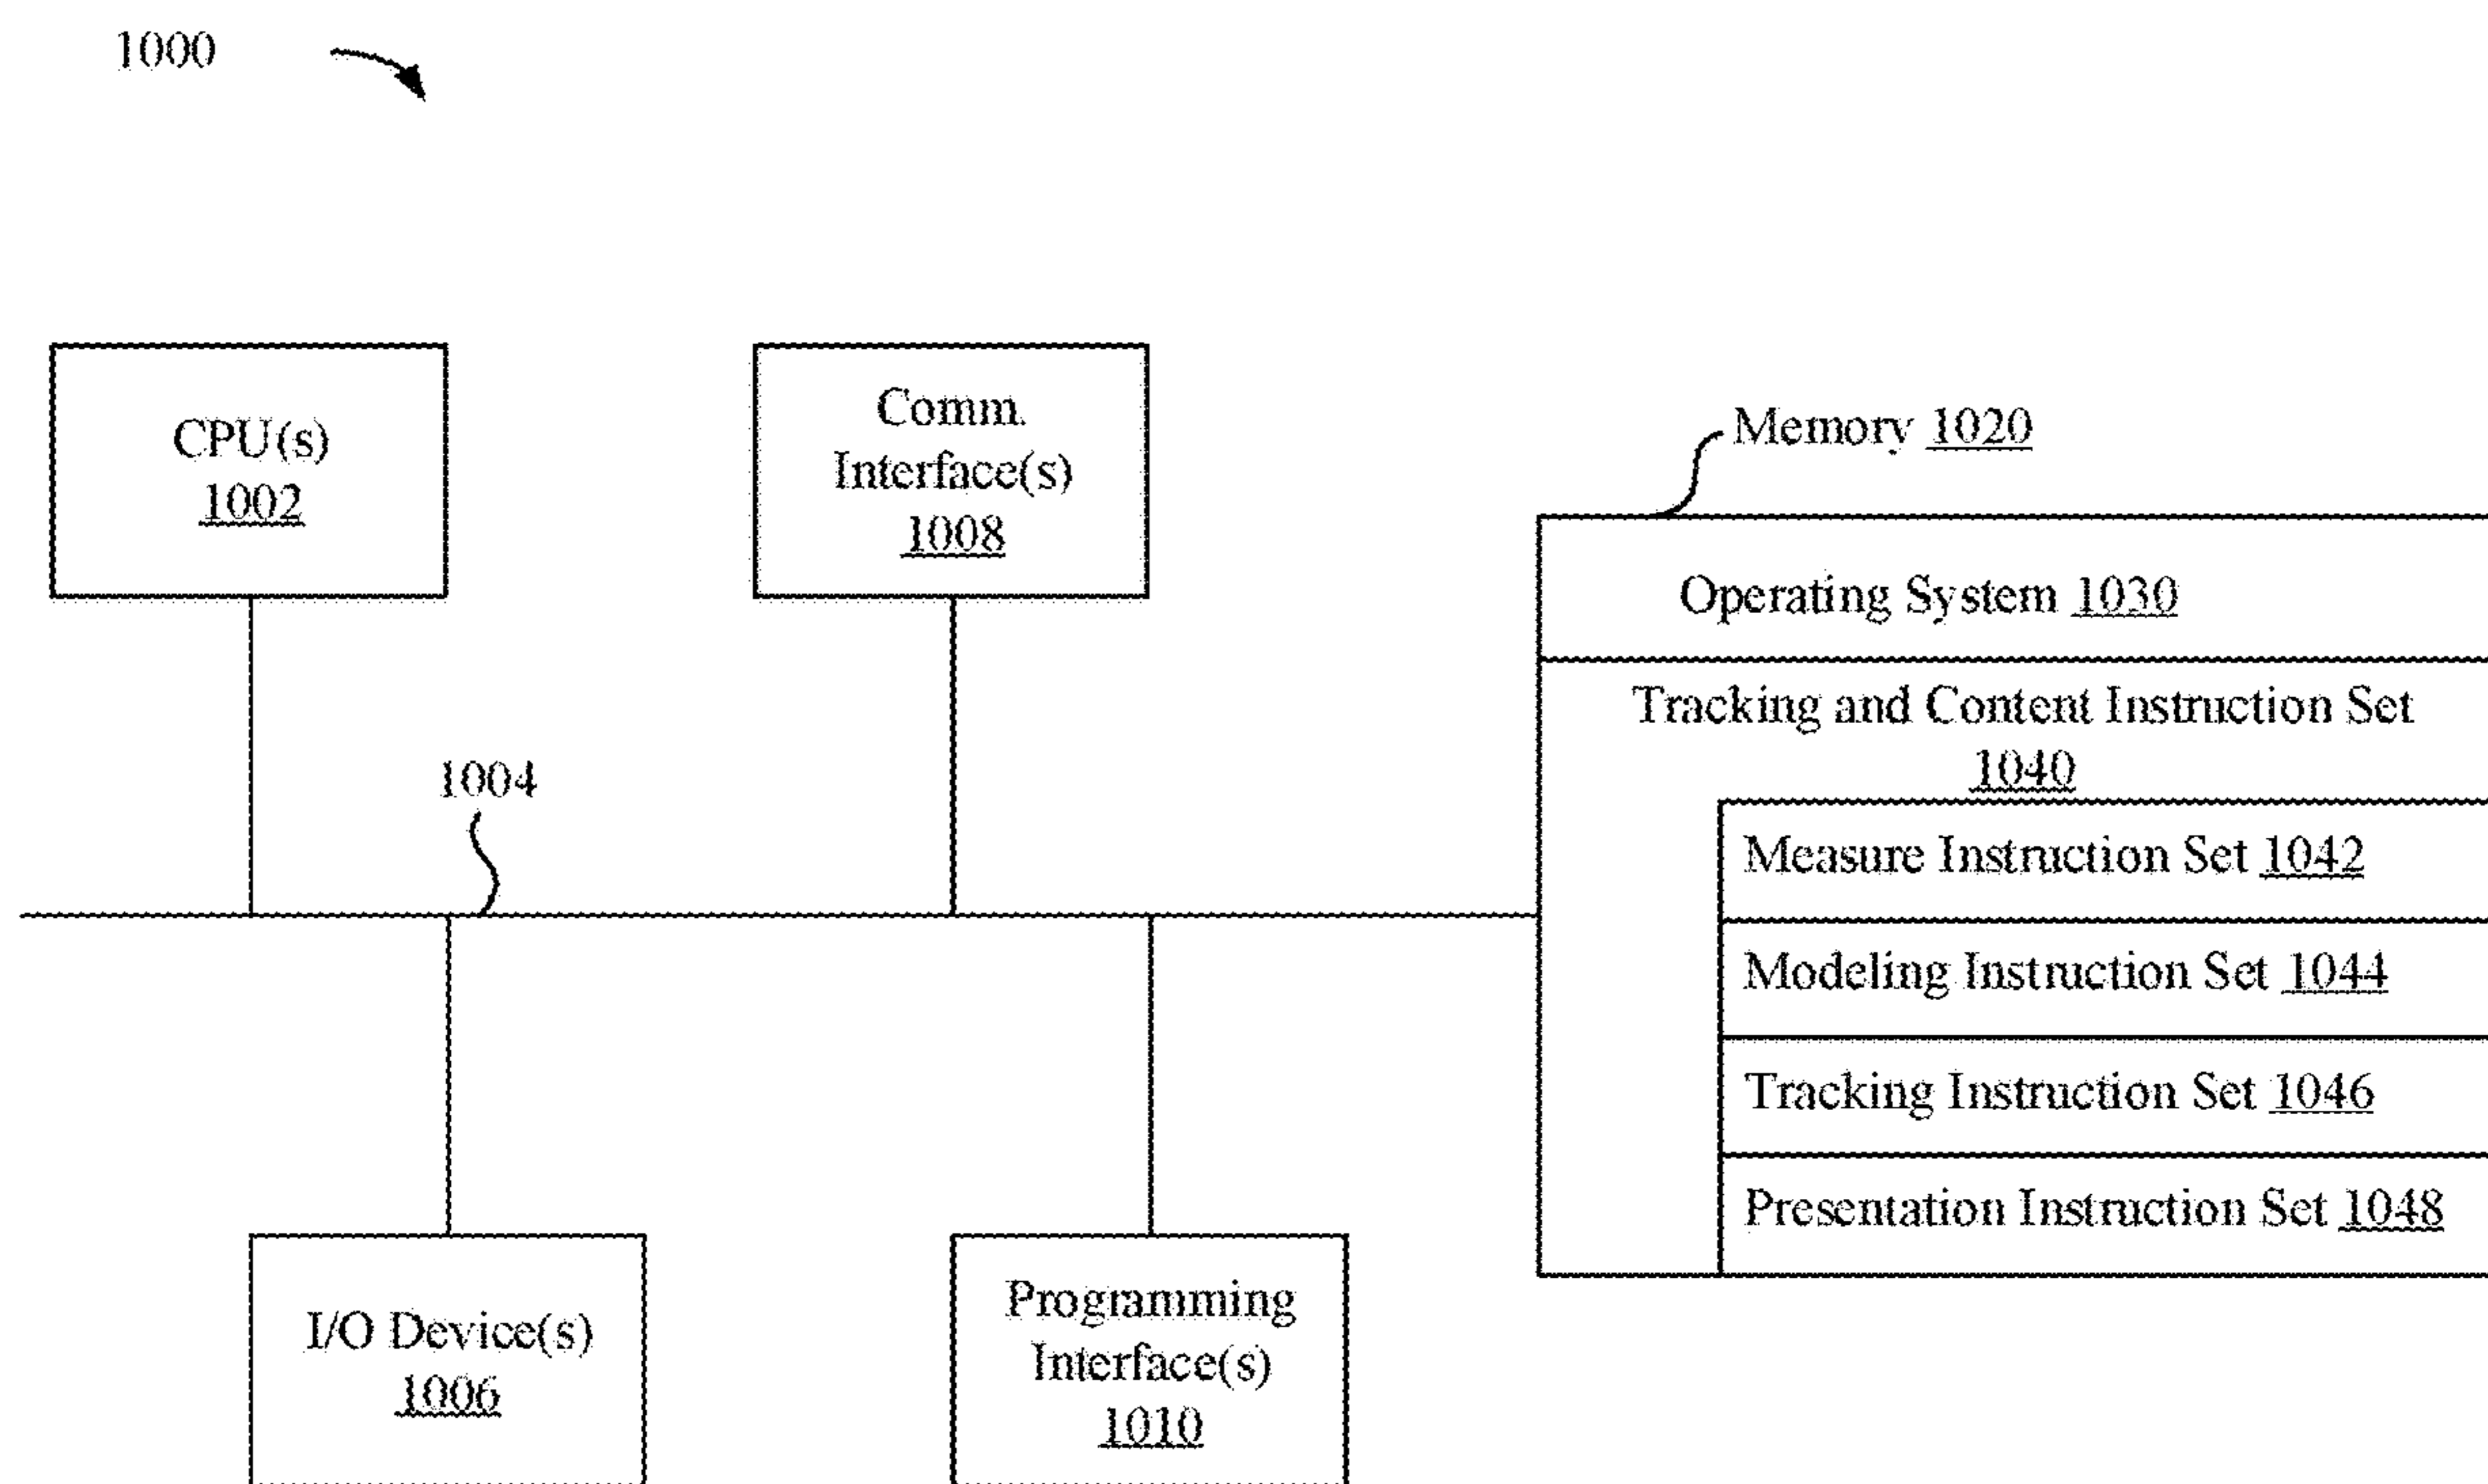 1000
CPU(s)
1002
Comm.
Interface(s)
1008
Memory 1020
Operating System 1030
Tracking and Content Instruction Set
1040
Measure Instruction Set 1042
Modeling Instruction Set 1044
Tracking Instruction Set 1046
Presentation Instruction Set 1048
1004
I/O Device(s)
1006
Programming
Interface(s)
1010